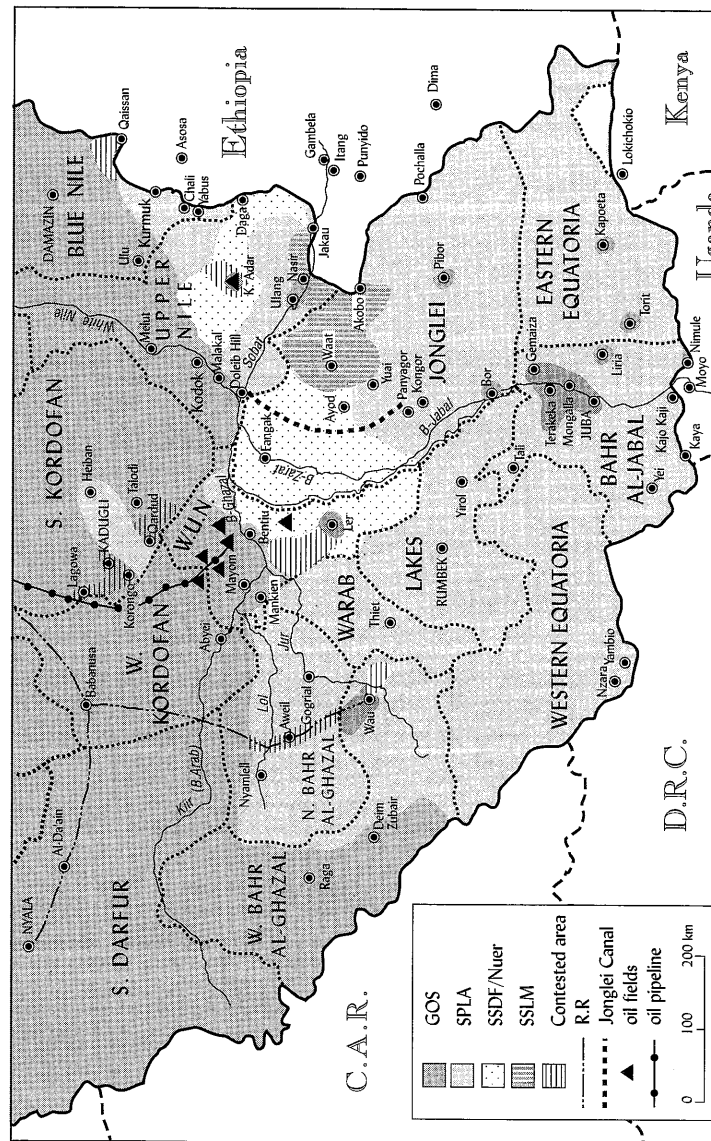 NYALA
Al-Da'ain
Babanusa
Lagowa
KADUGLI
Korongo
Heiban
Talodi
Dardud
S. KORDOFAN
W.
KORDOFAN
S. DARFUR
White Nile
DAMAZIN
BLUE NILE
Qaissan
Asosa
Ethiopia
Ulu
Kurmuk
Chali
Yabus
Melut
UPPER
NILE
K-Adar
Daga
Kodok
Malakal
Doleib Hill
Sobat
Ulang
Nasir
Jakau
Gambela
Itang
Punyido
Dima
Pochalla
Akobo
Waat
Yuai
Ayod
Fangak
B-Zaraf
B-Jabal
Panyagor
Kongor
JONGLEI
Pibor
Bor
W.U.N.
B-Ghazal
Bentiu
Ler
Mayom
Mankien
Abyei
Kiir (B.Arab)
Lol
Jur
Aweil
Gogrial
Nyamlell
N. BAHR
AL-GHAZAL
Wau
W. BAHR
AL-GHAZAL
Raga
Deim
Zubair
WARAB
Thiet
LAKES
RUMBEK
Yirol
Tali
WESTERN EQUATORIA
Nzara
Yambio
EASTERN
EQUATORIA
Kapoeta
Torit
Liria
Gemaiza
Terakeka
Mongalla
JUBA
BAHR
AL-JABAL
Yei
Kajo Kaji
Kaya
Moyo
Nimule
Lokichokio
Kenya
Uganda
D.R.C.
C.A.R.
GOS
SPLA
SSDF/Nuer
SSLM
Contested area
R.R
Jonglei Canal
oil fields
oil pipeline
0 100 200 km